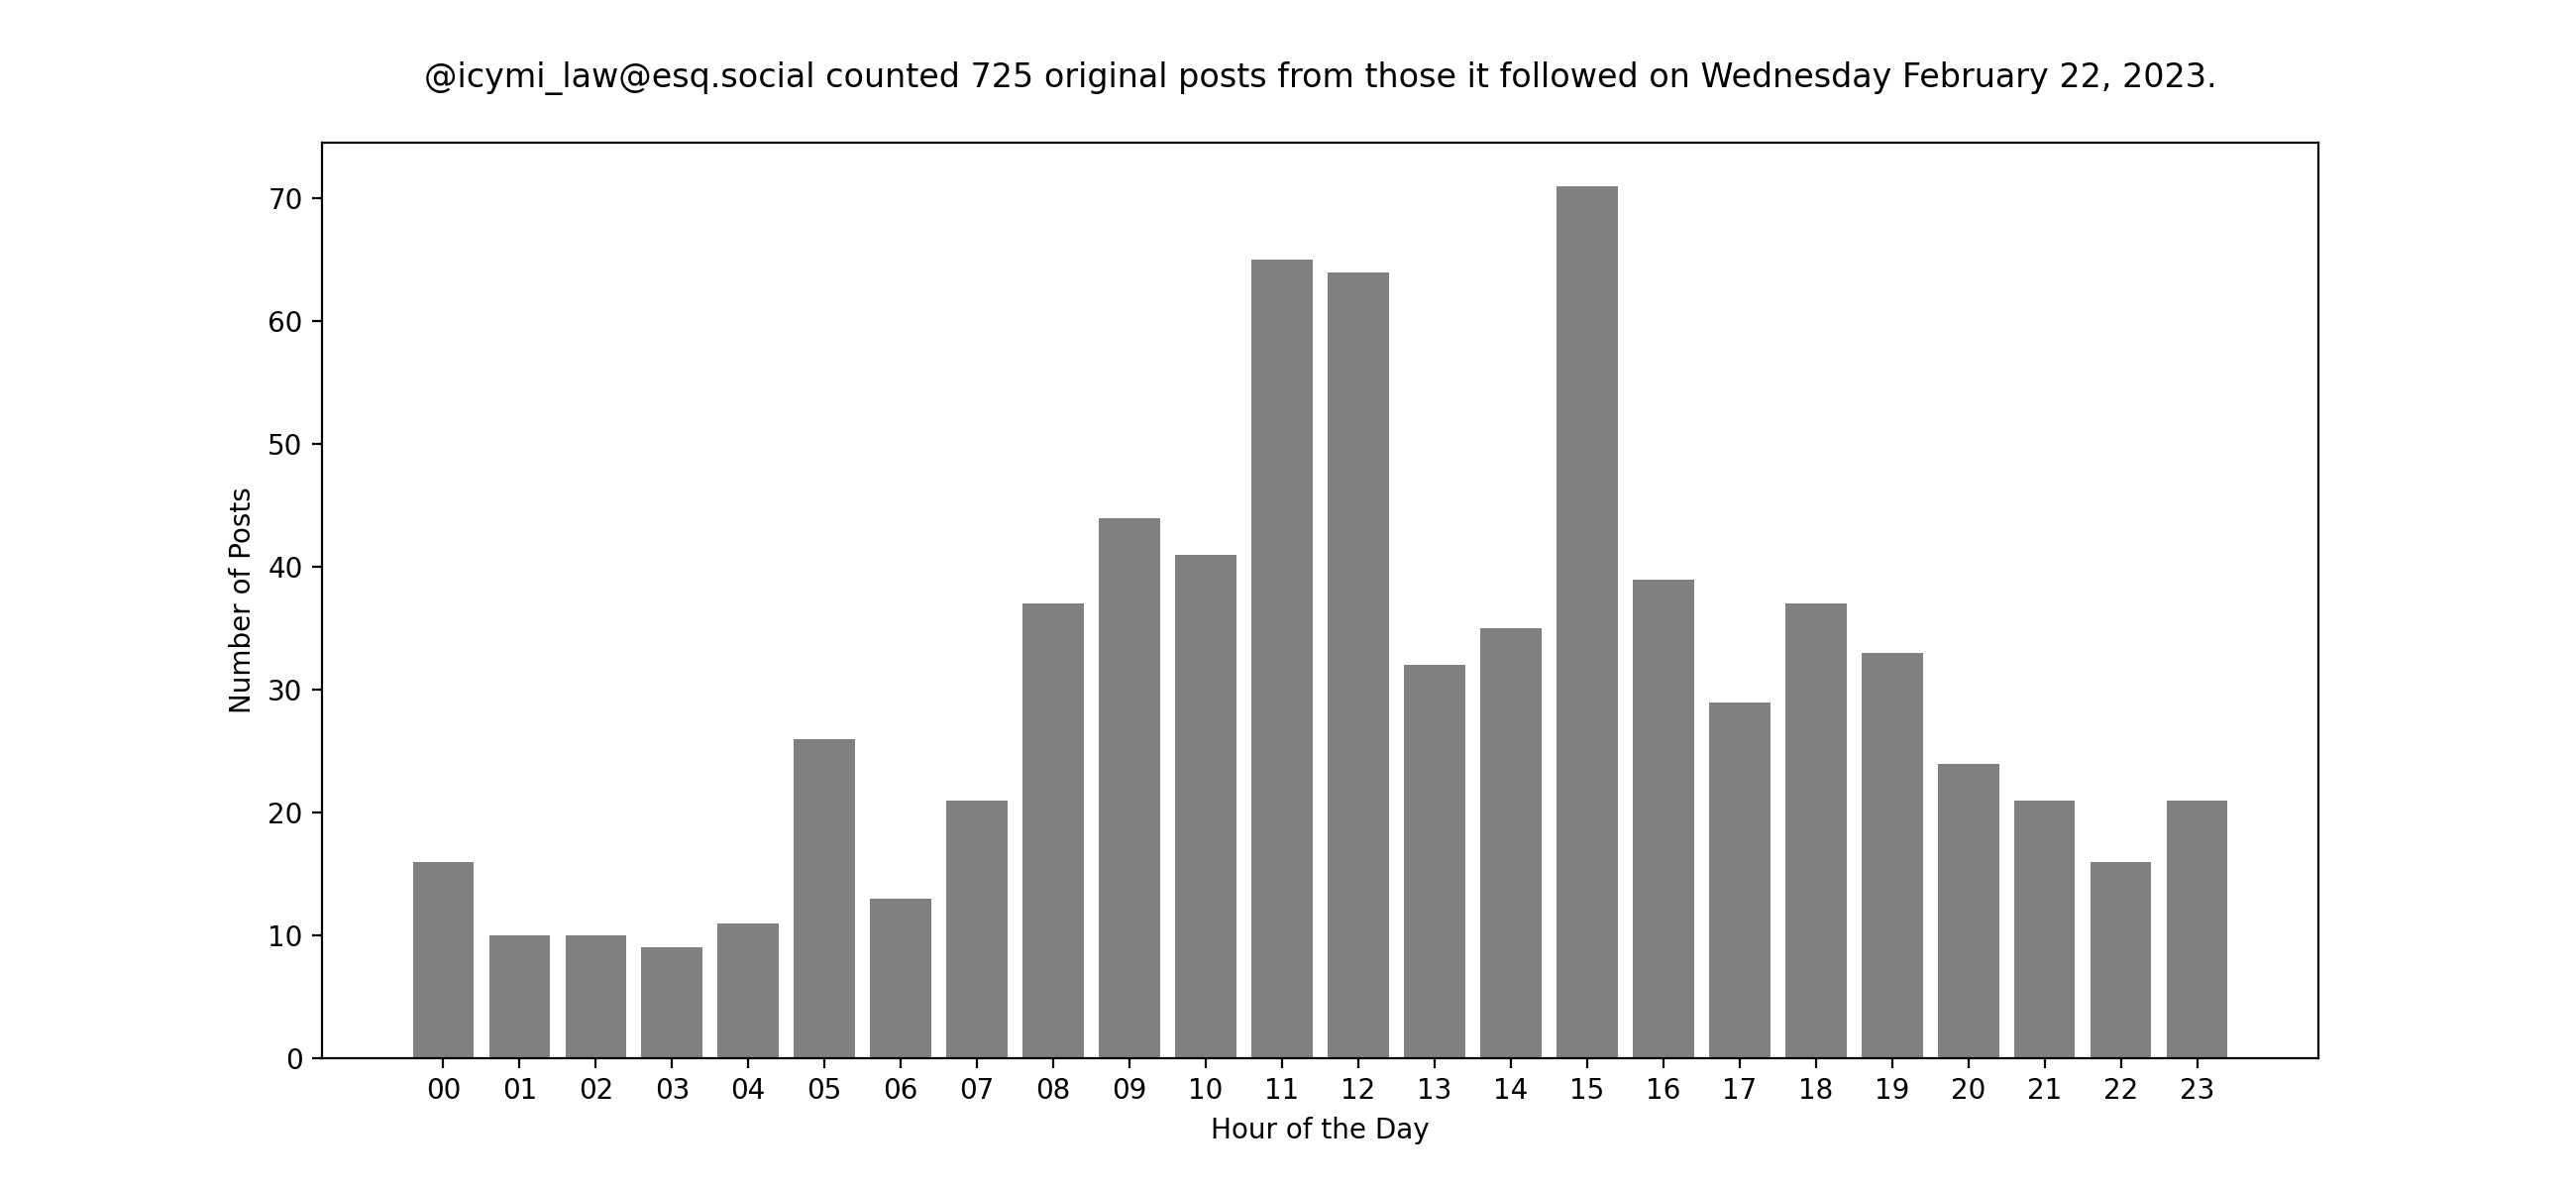 @icymi_law@esq.social counted 725 original posts from those it followed on Wednesday February 22, 2023.
70
60
50
40
30
20
10
0
Number of Posts
00 01 02 03 04 05 06 07 08 09 10 11 12 13 14 15 16 17 18 19 20 21 22 23
Hour of the Day